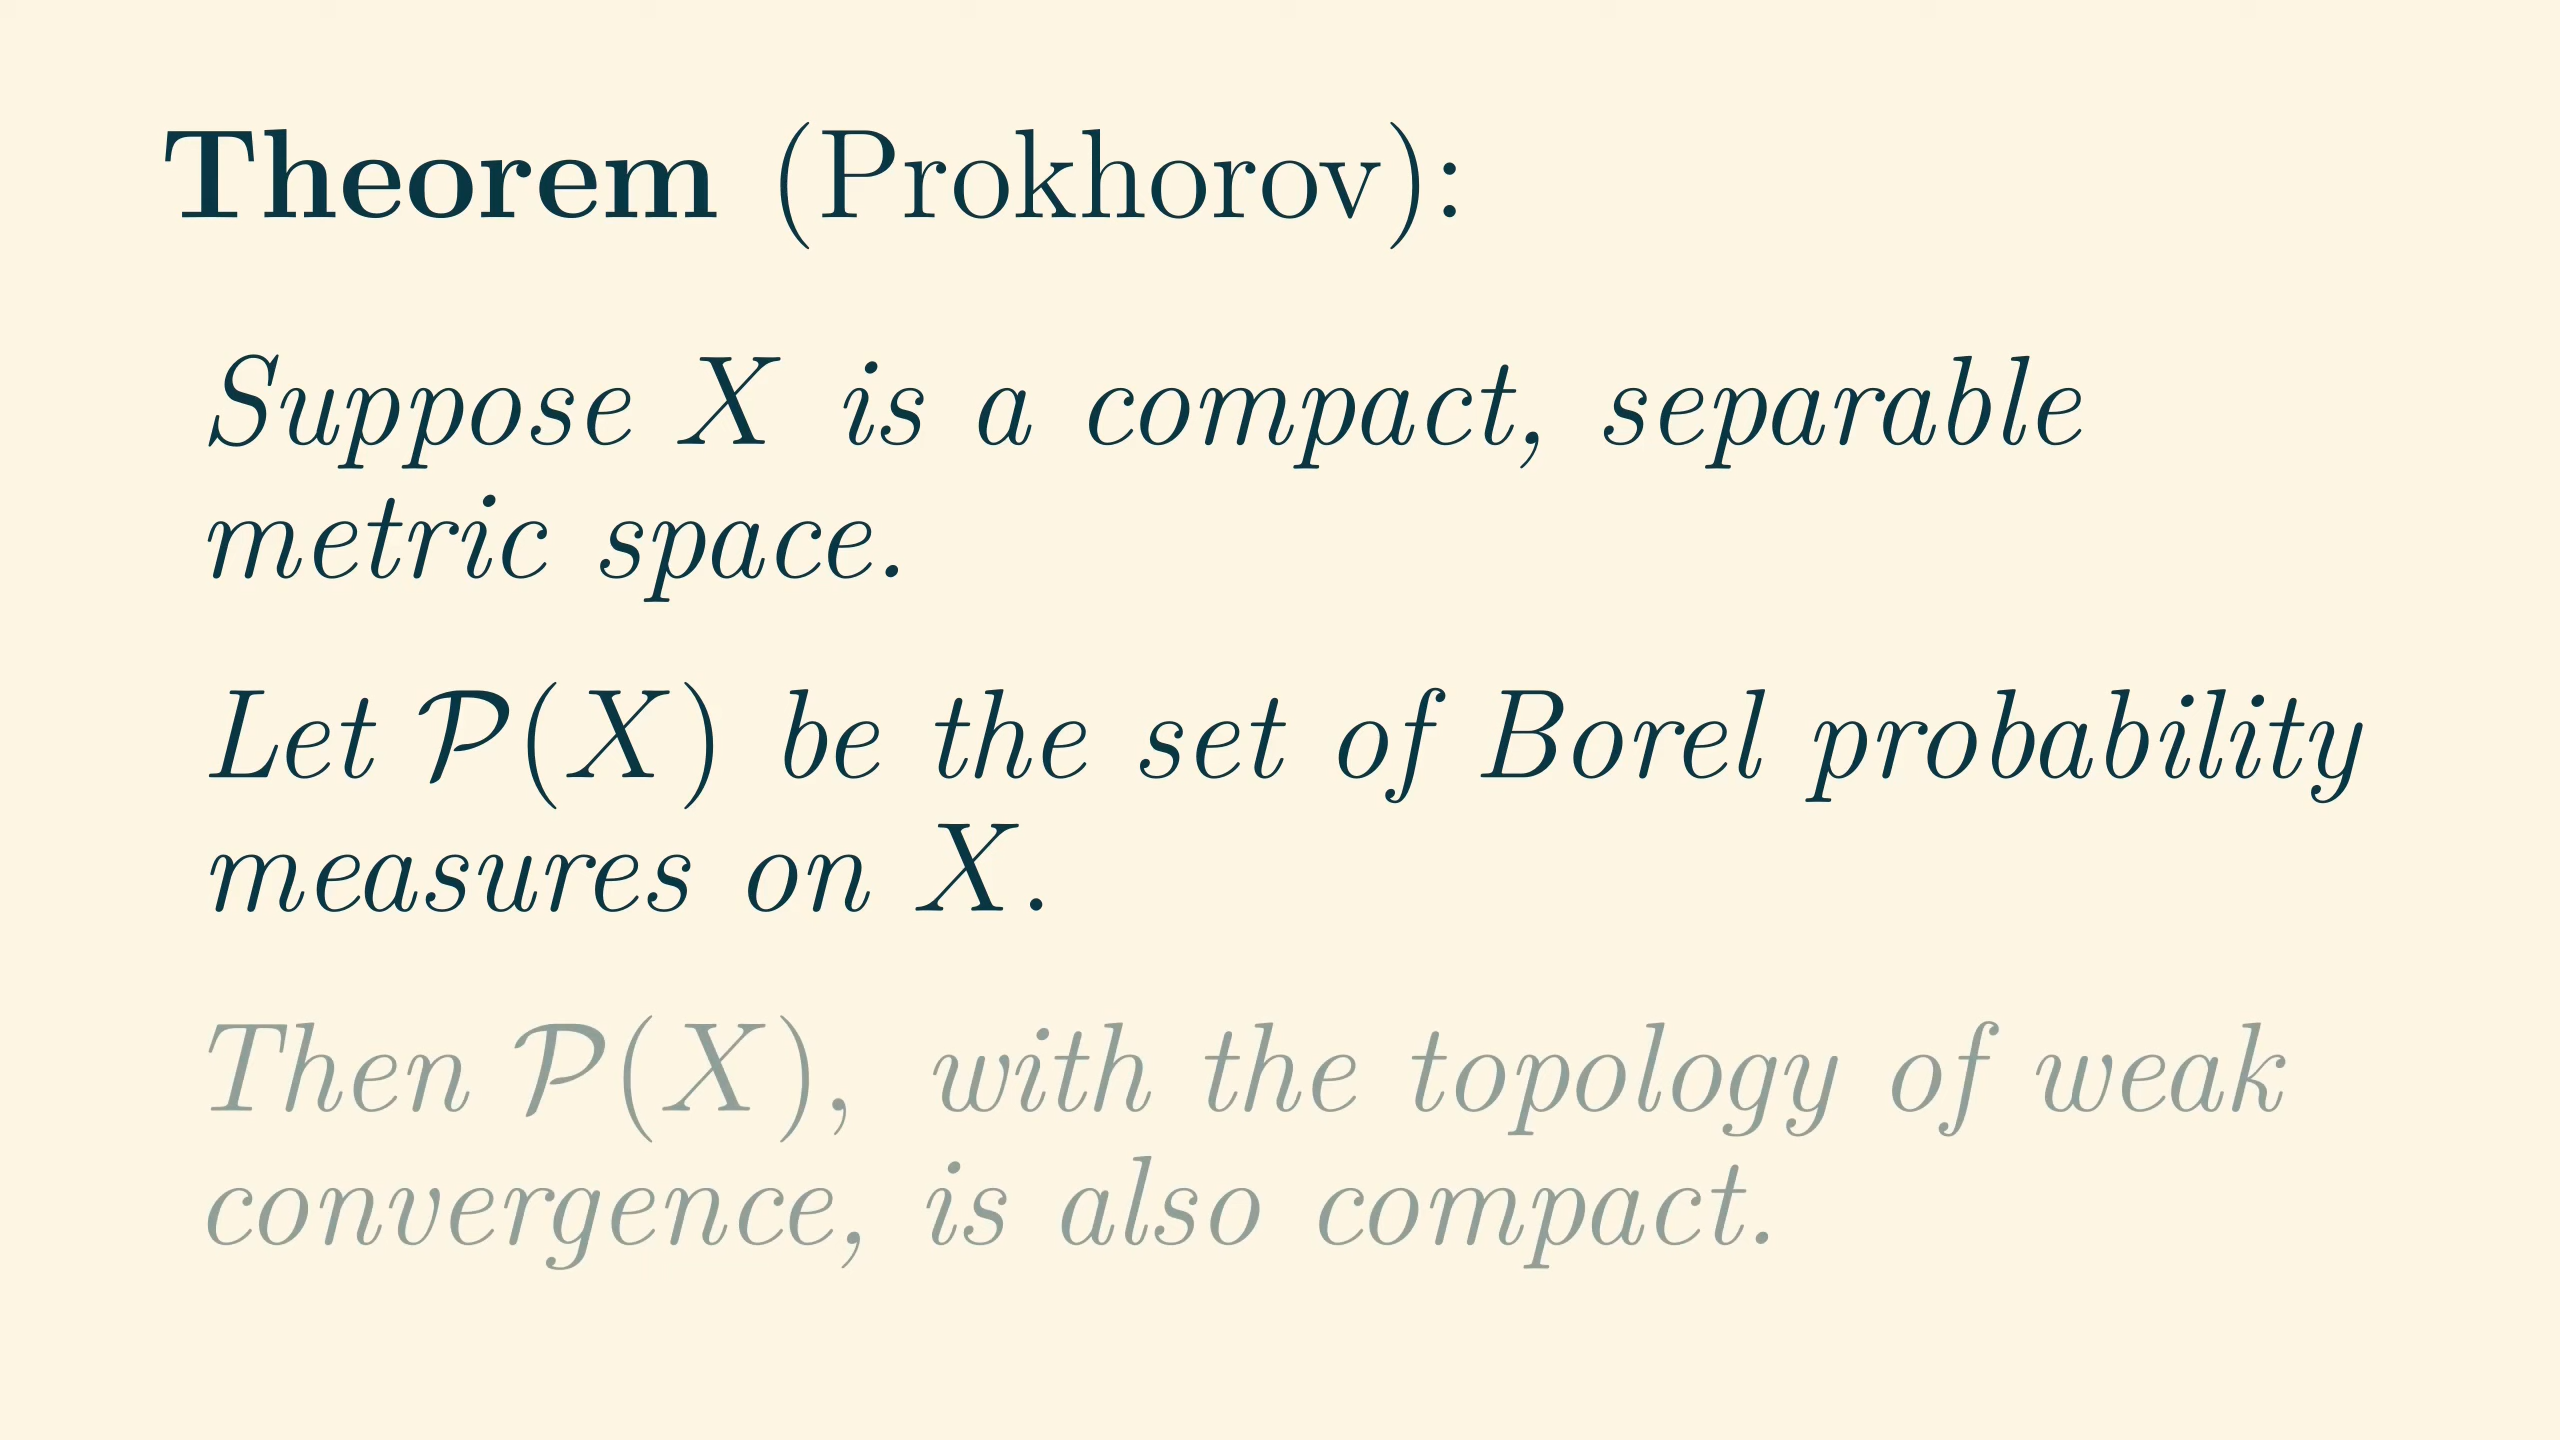 Theorem (Prokhorov):
Suppose X is a compact, separable
metric space.
Let 𝒫(X) be the set of Borel probability
measures on X.
Then 𝒫(X), with the topology of weak
convergence, is also compact.